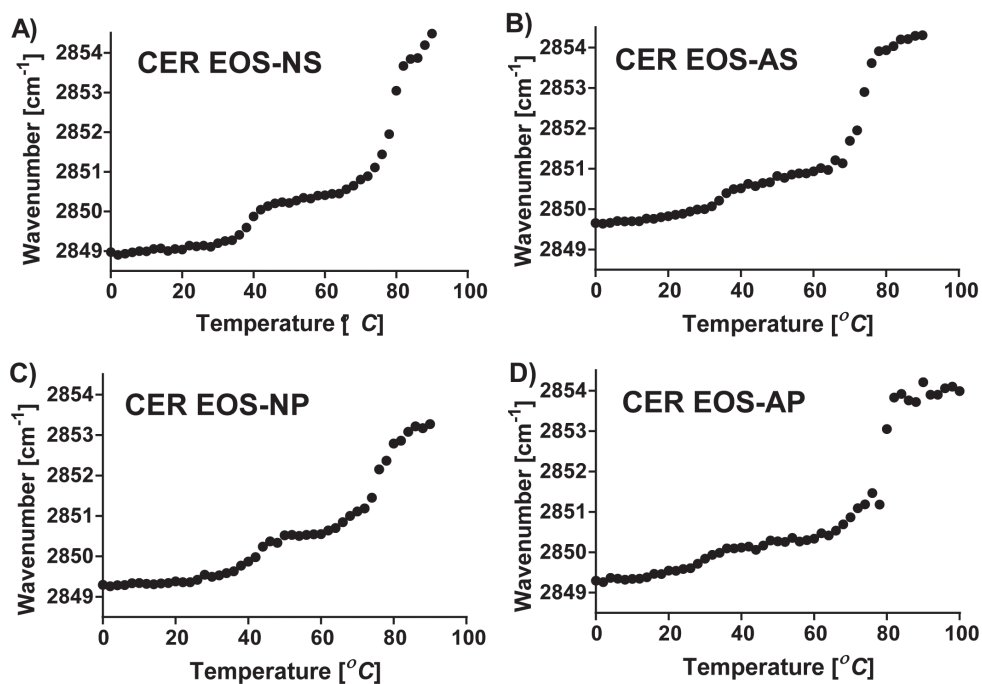 A)
CER EOS-NS
2854
2853
2852
2851
2850
2849
Wavenumber [cm-1]
0 20 40 60 80 100
Temperature [° C]
B)
CER EOS-AS
2854
2853
2852
2851
2850
2849
Wavenumber [cm-1]
0 20 40 60 80 100
Temperature [°C]
C)
CER EOS-NP
2854
2853
2852
2851
2850
2849
Wavenumber [cm-1]
0 20 40 60 80 100
Temperature [°C]
D)
CER EOS-AP
2854
2853
2852
2851
2850
2849
Wavenumber [cm-1]
0 20 40 60 80 100
Temperature [°C]